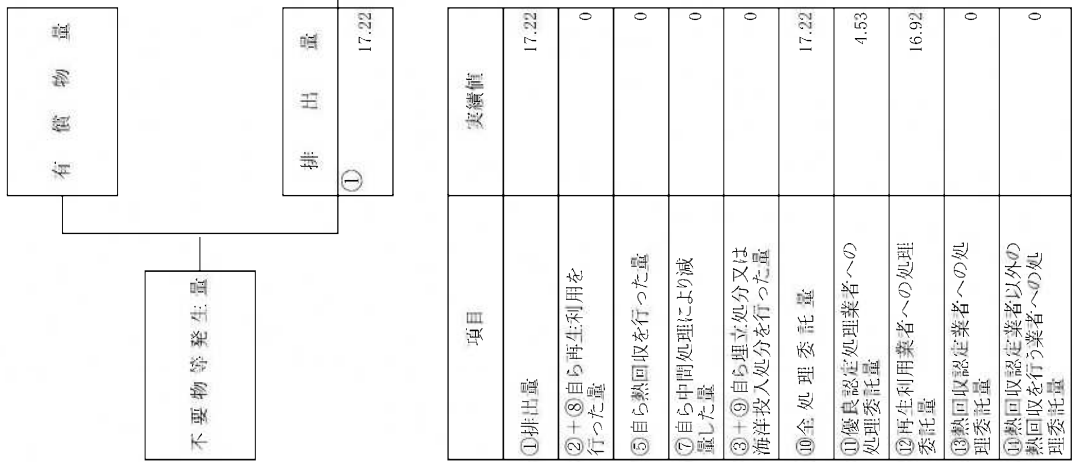 有償物量
不要物等発生量
排出量
①
17.22
項目
実績値
①排出量
17.22
②+⑧自ら再生利用を
行った量
0
⑤自ら熱回収を行った量
0
⑦自ら中間処理により減
量した量
0
③+⑨自ら埋立処分又は
海洋投入処分を行った量
0
⑩全処理委託量
17.22
⑪優良認定処理業者への
処理委託量
4.53
⑫再生利用業者への処理
委託量
16.92
⑬熱回収認定業者への処
理委託量
0
⑭熱回収認定業者以外の
熱回収を行う業者への処
理委託量
0